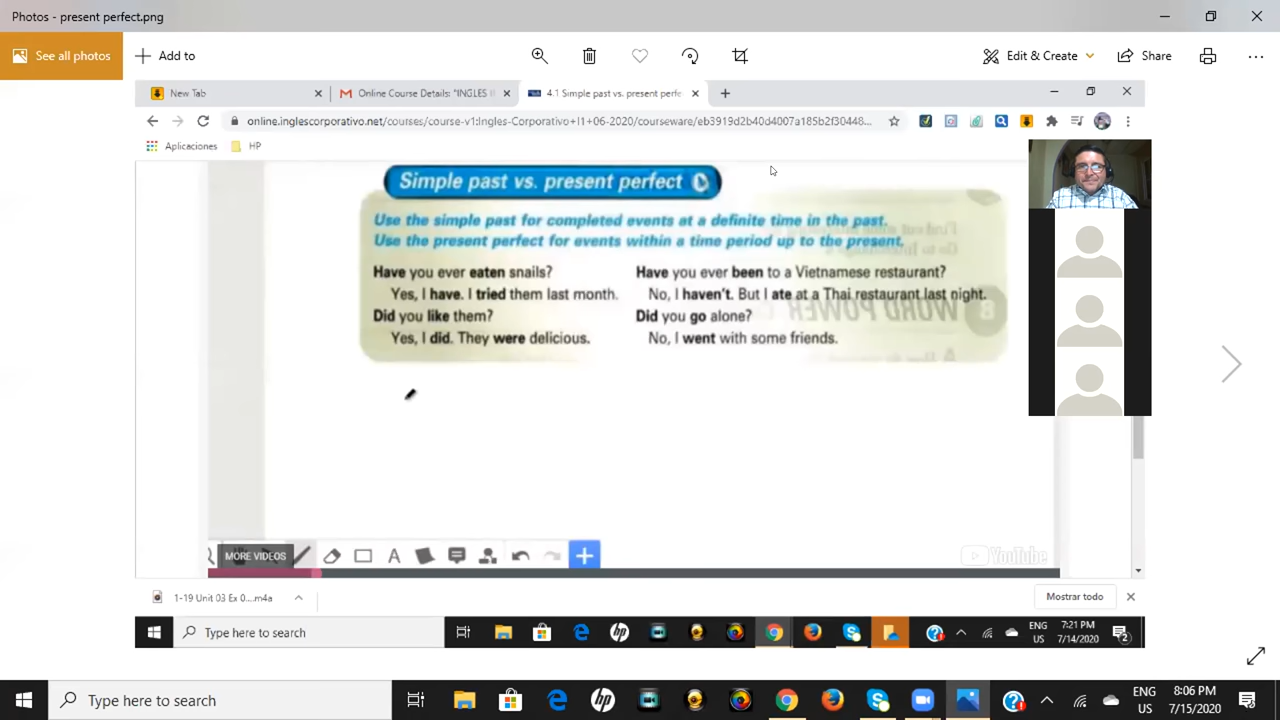 Photos - present perfect.png
See all photos
Add to
Edit & Create
Share
New Tab
Online Course Details: "INGLES I
4.1 Simple past vs. present perfe
online.inglescorporativo.net/courses/course-v1:Ingles-Corporativo+I1+06-2020/courseware/eb3919d2b40d4007a185b2f30448...
Aplicaciones
HP
Simple past vs. present perfect
Use the simple past for completed events at a definite time in the past.
Use the present perfect for events within a time period up to the present.
Have you ever eaten snails?
Yes, I have. I tried them last month.
Did you like them?
Yes, I did. They were delicious.
Have you ever been to a Vietnamese restaurant?
No, I haven't. But I ate at a Thai restaurant last night.
Did you go alone?
No, I went with some friends.
WORD POWER
MORE VIDEOS
A
YouTube
1-19 Unit 03 Ex 0....m4a
Mostrar todo
Type here to search
hp
ENG
US
7:21 PM
7/14/2020
2
Type here to search
hp
ENG
US
8:06 PM
7/15/2020